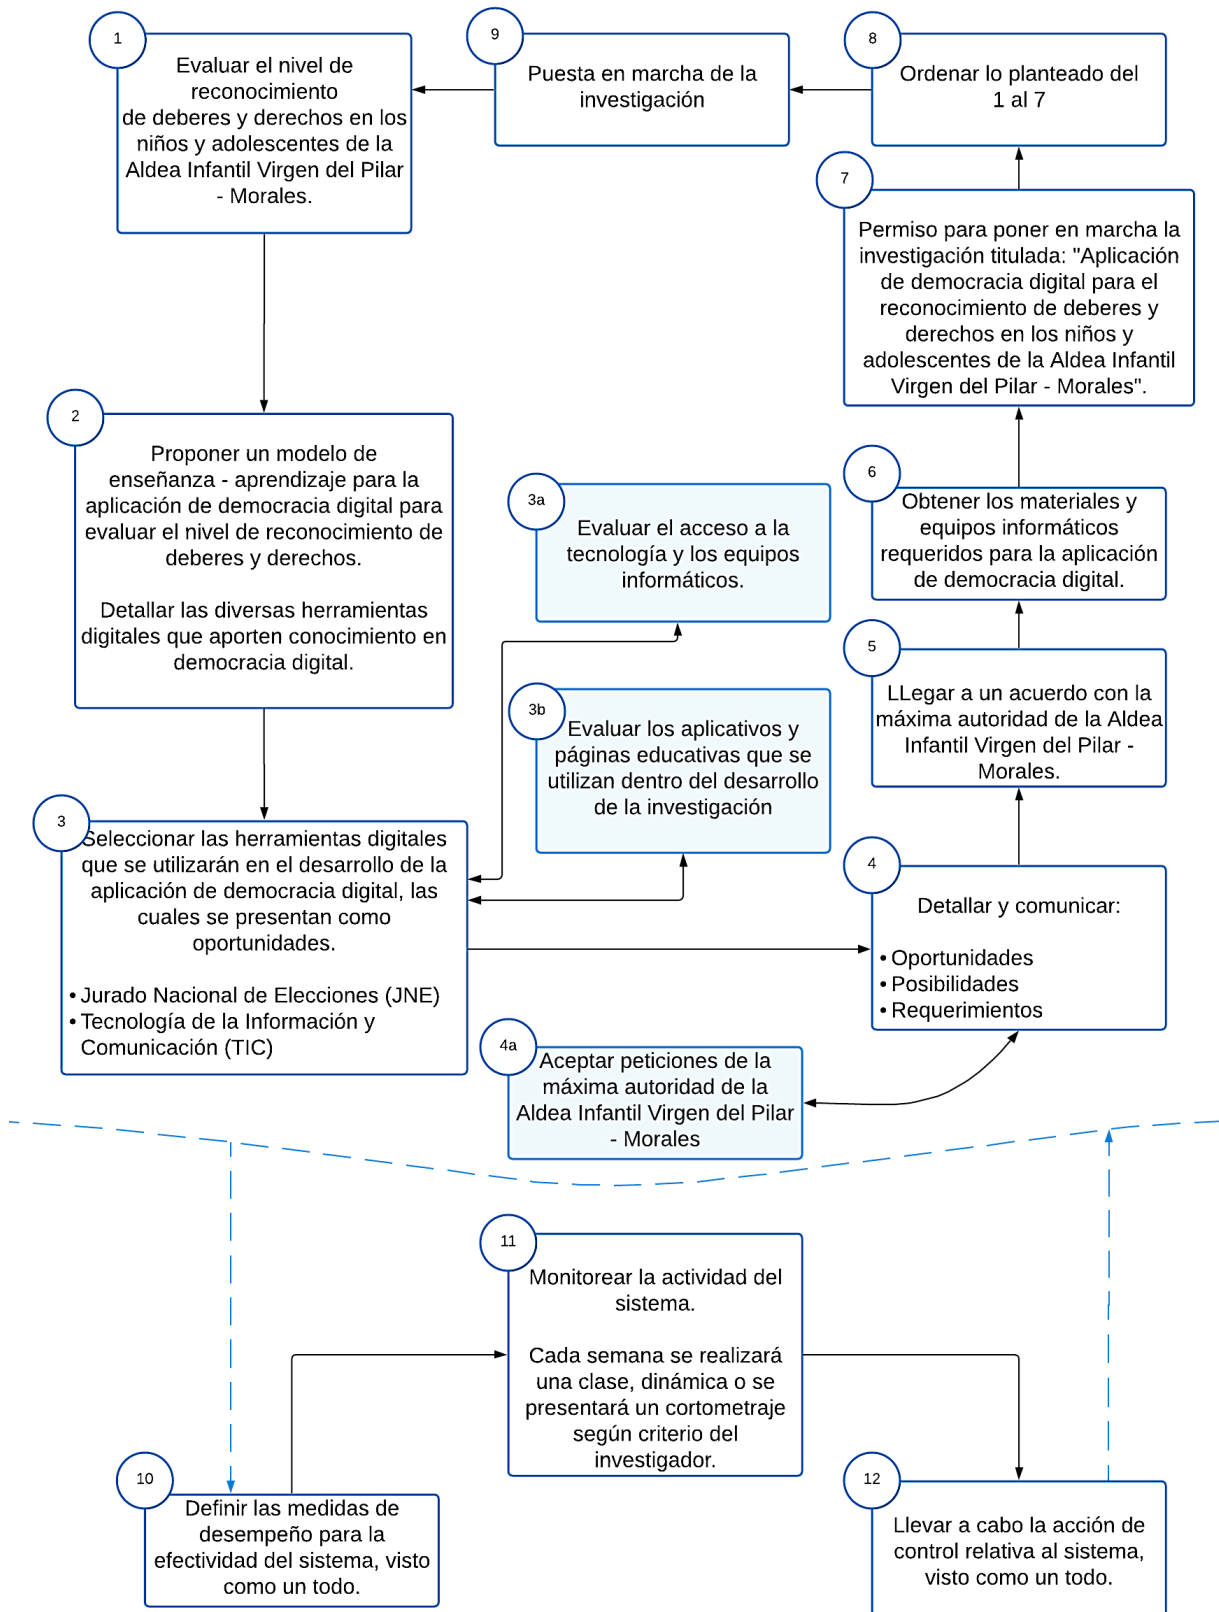 1
Evaluar el nivel de
reconocimiento
de deberes y derechos en los
niños y adolescentes de la
Aldea Infantil Virgen del Pilar
- Morales.
9
Puesta en marcha de la
investigación
8
Ordenar lo planteado del
1 al 7
7
Permiso para poner en marcha la
investigación titulada: "Aplicación
de democracia digital para el
reconocimiento de deberes y
derechos en los niños y
adolescentes de la Aldea Infantil
Virgen del Pilar - Morales".
2
Proponer un modelo de
enseñanza - aprendizaje para la
aplicación de democracia digital para
evaluar el nivel de reconocimiento de
deberes y derechos.
Detallar las diversas herramientas
digitales que aporten conocimiento en
democracia digital.
3a
Evaluar el acceso a la
tecnología y los equipos
informáticos.
6
Obtener los materiales y
equipos informáticos
requeridos para la aplicación
de democracia digital.
5
LLegar a un acuerdo con la
máxima autoridad de la Aldea
Infantil Virgen del Pilar -
Morales.
3b
Evaluar los aplicativos y
páginas educativas que se
utilizan dentro del desarrollo
de la investigación
3
Seleccionar las herramientas digitales
que se utilizarán en el desarrollo de la
aplicación de democracia digital, las
cuales se presentan como
oportunidades.
• Jurado Nacional de Elecciones (JNE)
• Tecnología de la Información y
Comunicación (TIC)
4
Detallar y comunicar:
• Oportunidades
• Posibilidades
• Requerimientos
4a
Aceptar peticiones de la
máxima autoridad de la
Aldea Infantil Virgen del Pilar
- Morales
11
Monitorear la actividad del
sistema.
Cada semana se realizará
una clase, dinámica o se
presentará un cortometraje
según criterio del
investigador.
10
Definir las medidas de
desempeño para la
efectividad del sistema, visto
como un todo.
12
Llevar a cabo la acción de
control relativa al sistema,
visto como un todo.